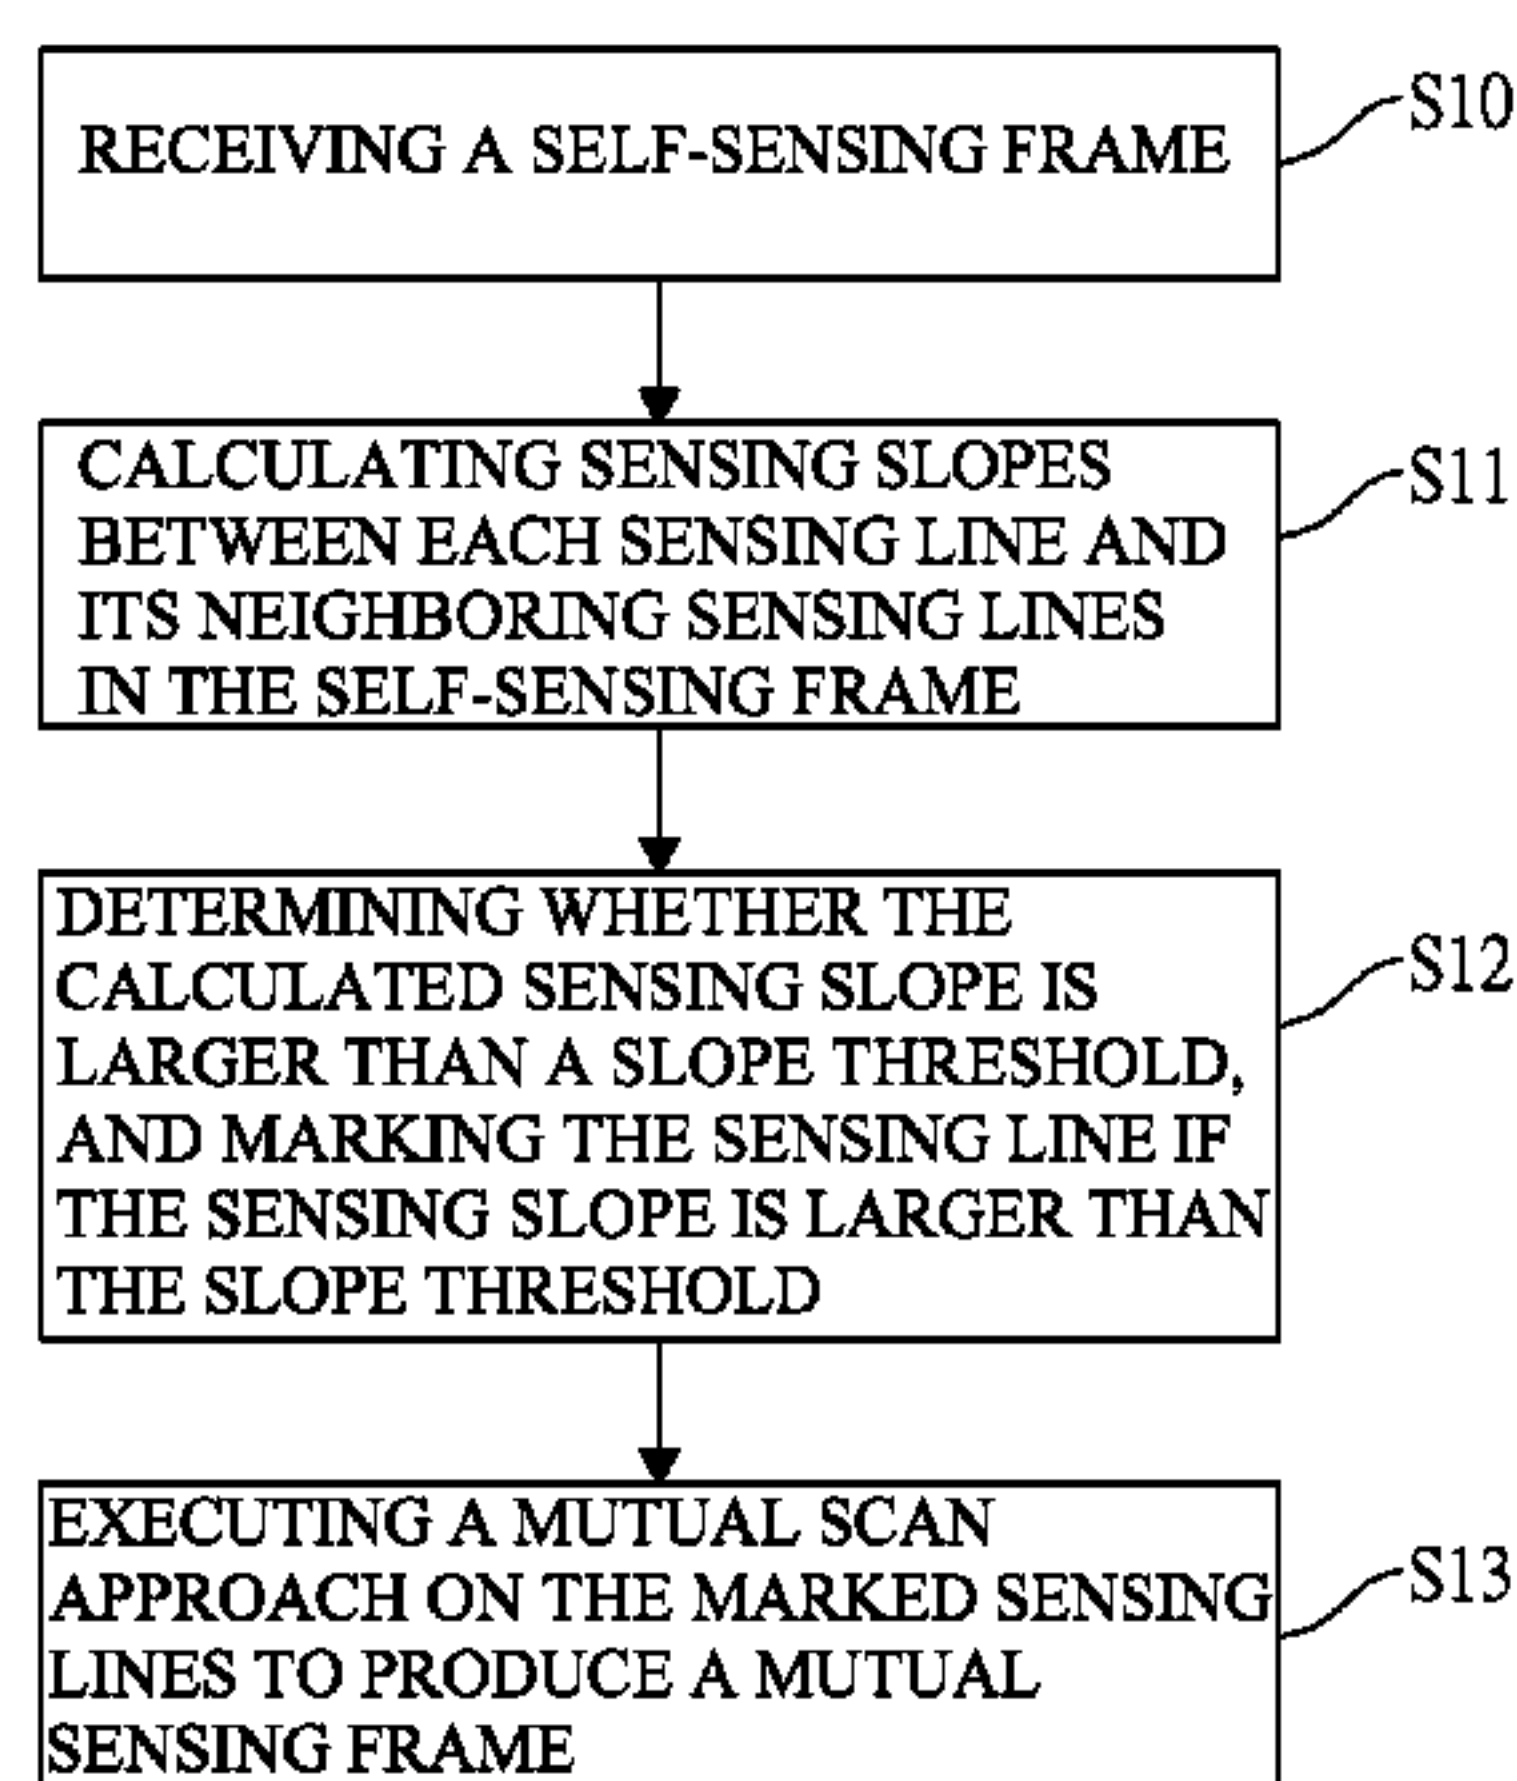 RECEIVING A SELF-SENSING FRAME
S10
CALCULATING SENSING SLOPES
BETWEEN EACH SENSING LINE AND
ITS NEIGHBORING SENSING LINES
IN THE SELF-SENSING FRAME
S11
DETERMINING WHETHER THE
CALCULATED SENSING SLOPE IS
LARGER THAN A SLOPE THRESHOLD,
AND MARKING THE SENSING LINE IF
THE SENSING SLOPE IS LARGER THAN
THE SLOPE THRESHOLD
S12
EXECUTING A MUTUAL SCAN
APPROACH ON THE MARKED SENSING
LINES TO PRODUCE A MUTUAL
SENSING FRAME
S13